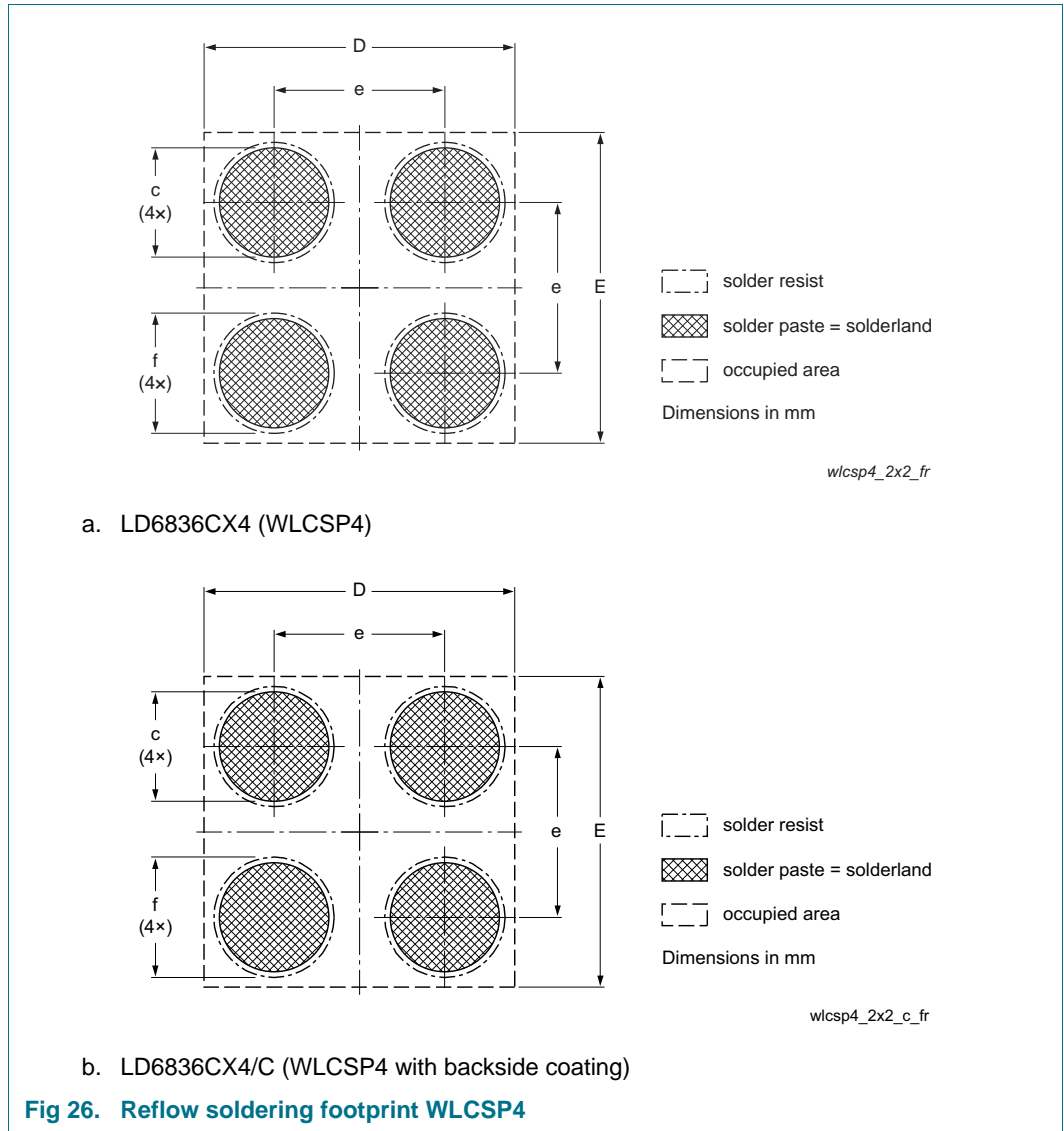 D
e
c
(4×)
e
E
f
(4×)
solder resist
solder paste = solderland
occupied area
Dimensions in mm
wlcsp4_2x2_fr
a. LD6836CX4 (WLCSP4)
D
e
c
(4×)
e
E
f
(4×)
solder resist
solder paste = solderland
occupied area
Dimensions in mm
wlcsp4_2x2_c_fr
b. LD6836CX4/C (WLCSP4 with backside coating)
Fig 26. Reflow soldering footprint WLCSP4